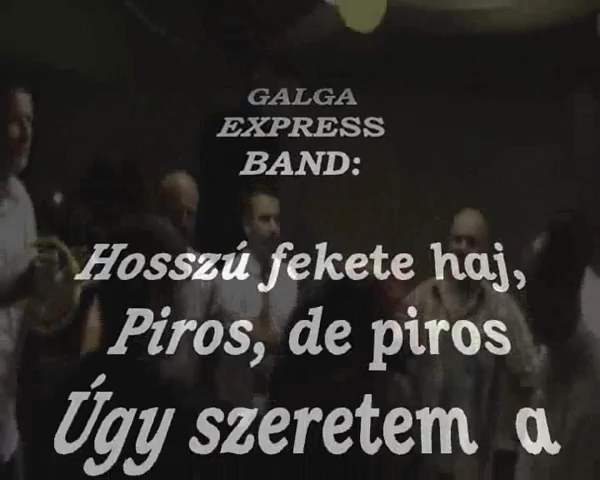 GALGA
EXPRESS
BAND:
Hosszú fekete haj,
Piros, de piros
Úgy szeretem a